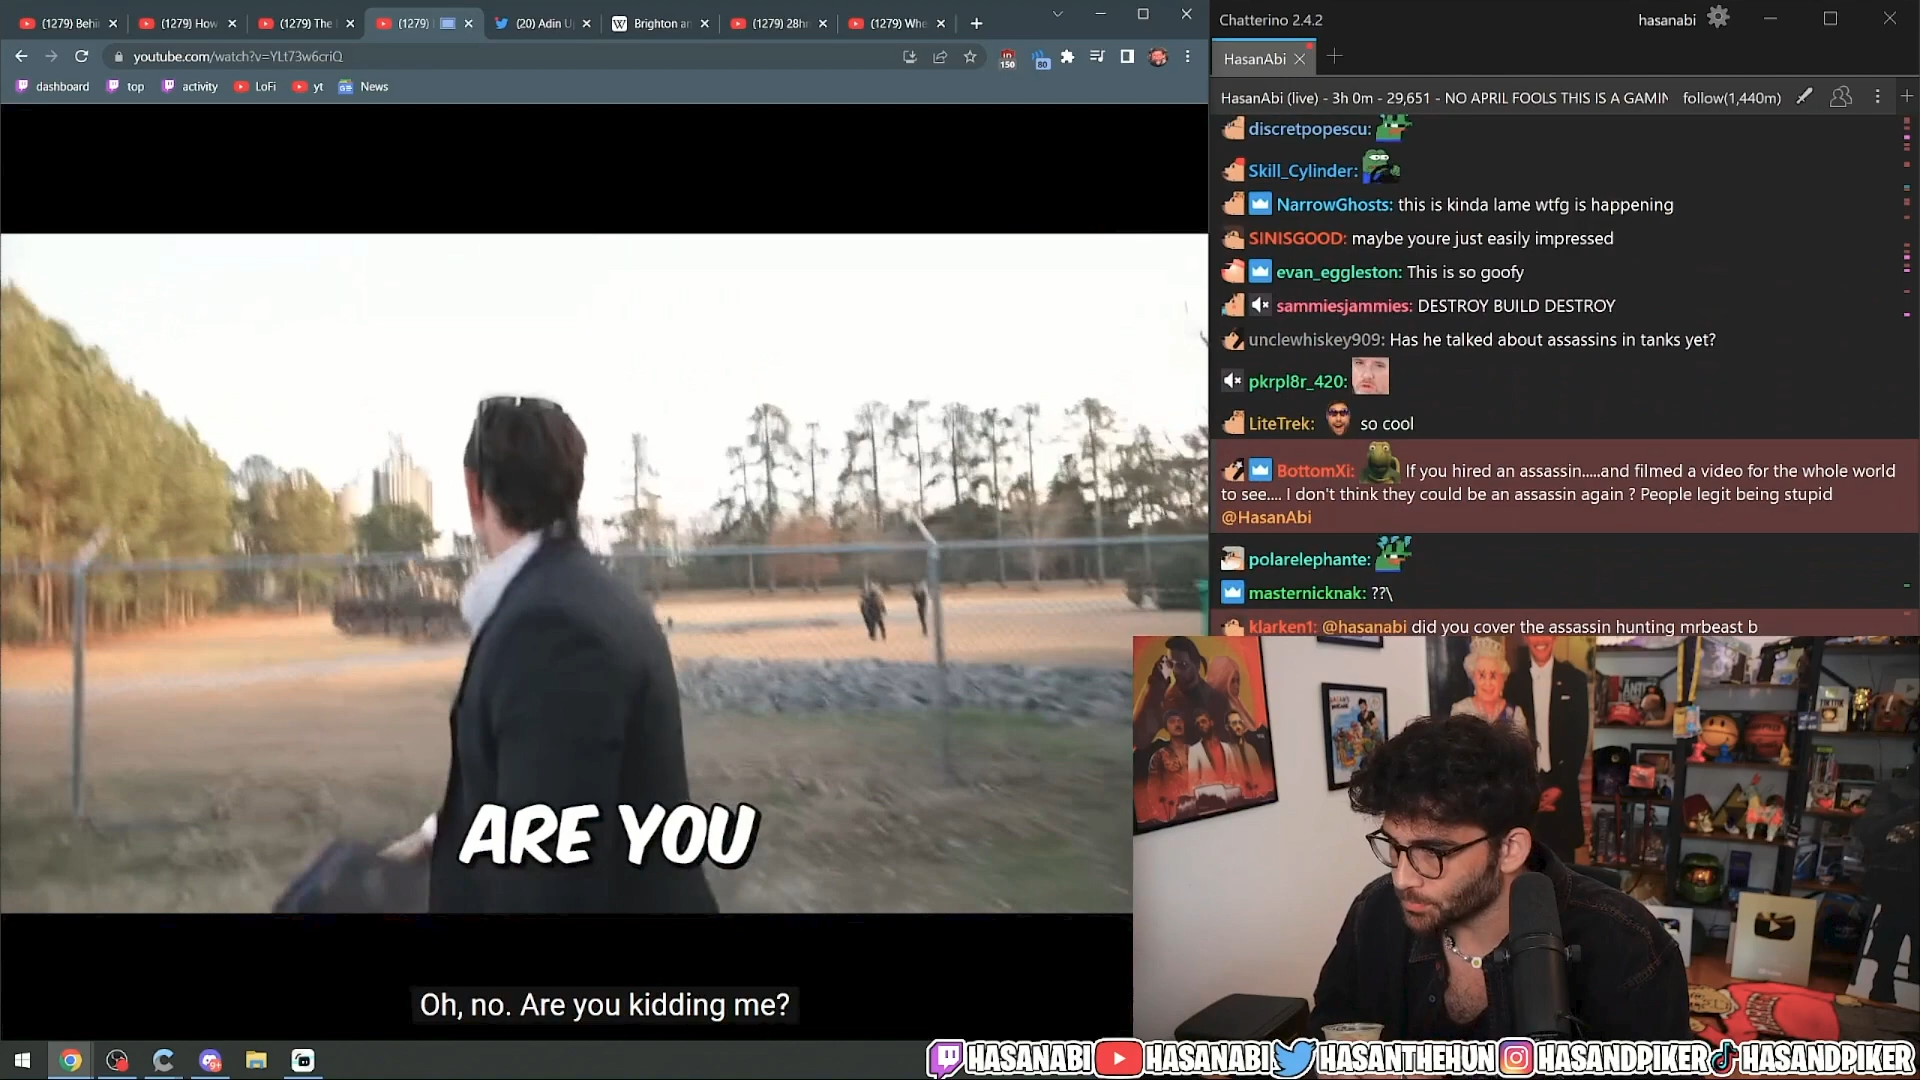 (1279) Behi
(1279) How
(1279) The
(1279)
(20) Adin U
Brighton an
(1279) 28hr
(1279) Whe
youtube.com/watch?v=YLt73w6criQ
150
80
dashboard
top
activity
LoFi
yt
News
ARE YOU
Oh, no. Are you kidding me?
Chatterino 2.4.2
hasanabi
HasanAbi
HasanAbi (live) - 3h 0m - 29,651 - NO APRIL FOOLS THIS IS A GAMIN
follow(1,440m)
discretpopescu:
Skill_Cylinder:
NarrowGhosts: this is kinda lame wtfg is happening
SINISGOOD: maybe youre just easily impressed
evan_eggleston: This is so goofy
sammiesjammies: DESTROY BUILD DESTROY
unclewhiskey909: Has he talked about assassins in tanks yet?
pkrpl8r_420:
LiteTrek: so cool
BottomXi: If you hired an assassin.....and filmed a video for the whole world
to see.... I don't think they could be an assassin again ? People legit being stupid
@HasanAbi
polarelephante:
masternicknak: ??\
klarken1: @hasanabi did you cover the assassin hunting mrbeast b
HASANABI
HASANABI
HASANTHEHUN
HASANDPIKER
HASANDPIKER